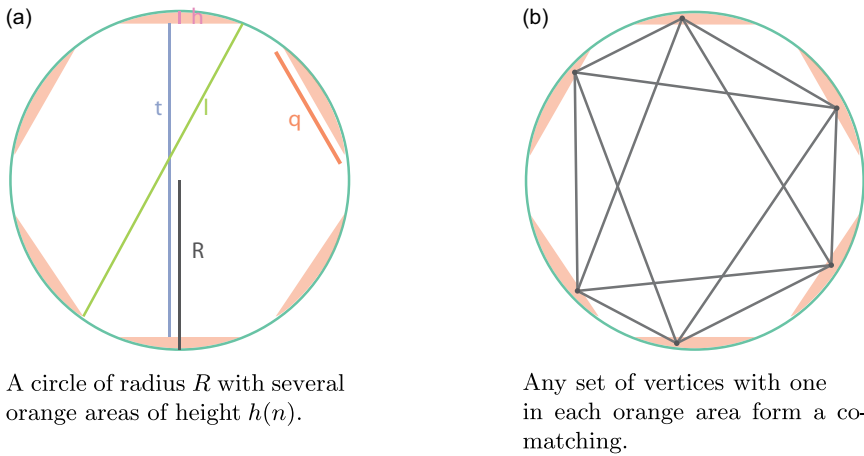 (a)
h
t
l
q
R
A circle of radius R with several
orange areas of height h(n).
(b)
Any set of vertices with one
in each orange area form a co-
matching.